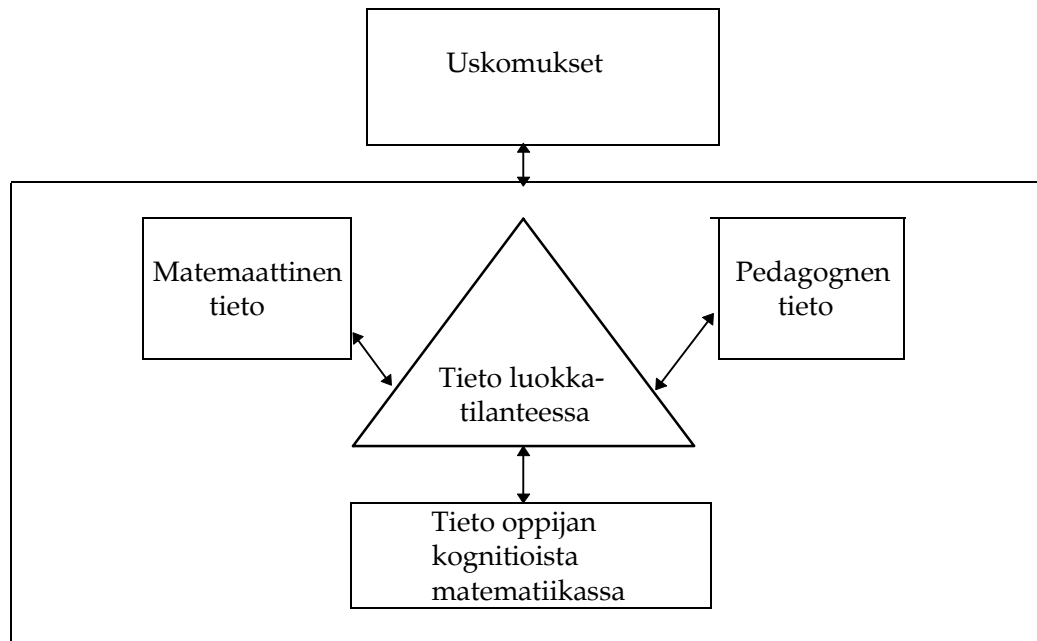 Uskomukset
Matemaattinen
tieto
Pedagognen
tieto
Tieto luokka-
tilanteessa
Tieto oppijan
kognitioista
matematiikassa